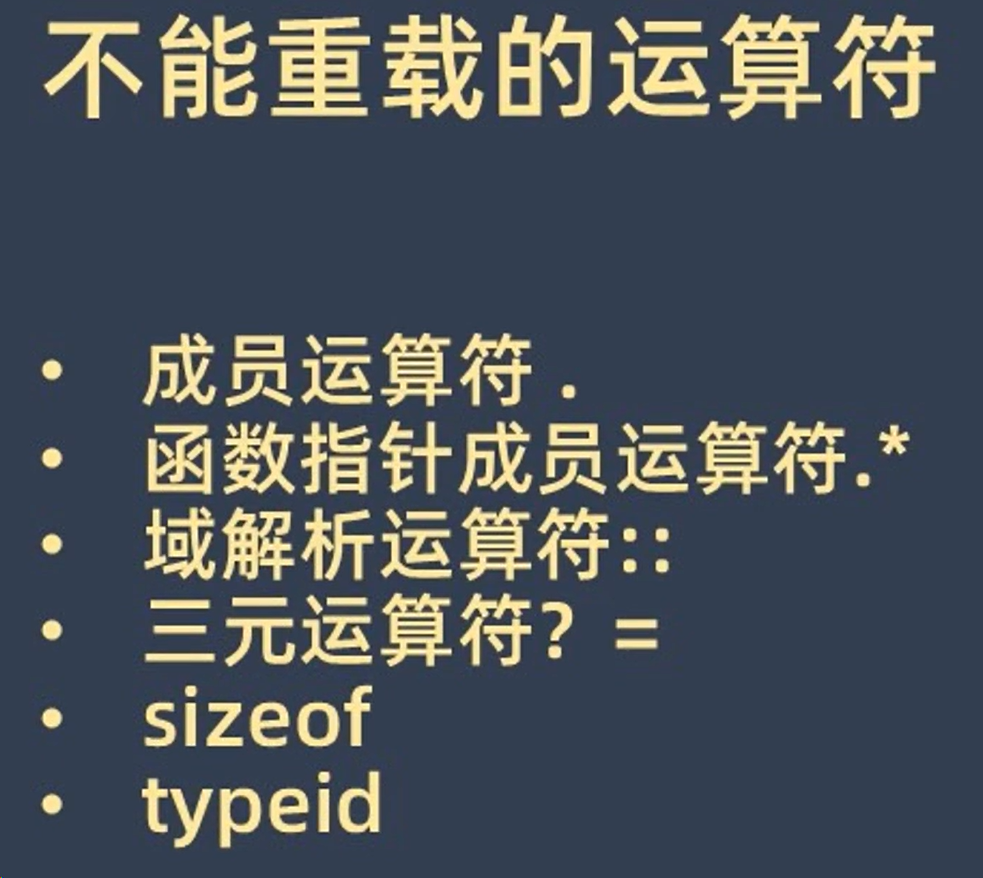 不能重载的运算符
• 成员运算符 .
• 函数指针成员运算符.*
• 域解析运算符::
• 三元运算符? =
• sizeof
• typeid